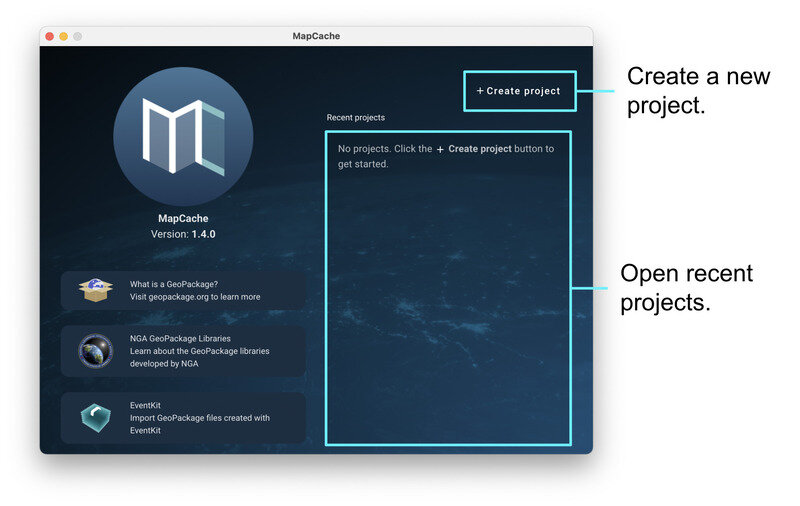 MapCache
+ Create project
Create a new
project.
Recent projects
No projects. Click the + Create project button to
get started.
MapCache
Version: 1.4.0
What is a GeoPackage?
Visit geopackage.org to learn more
Open recent
projects.
NGA GeoPackage Libraries
Learn about the GeoPackage libraries
developed by NGA
EventKit
Import GeoPackage files created with
EventKit